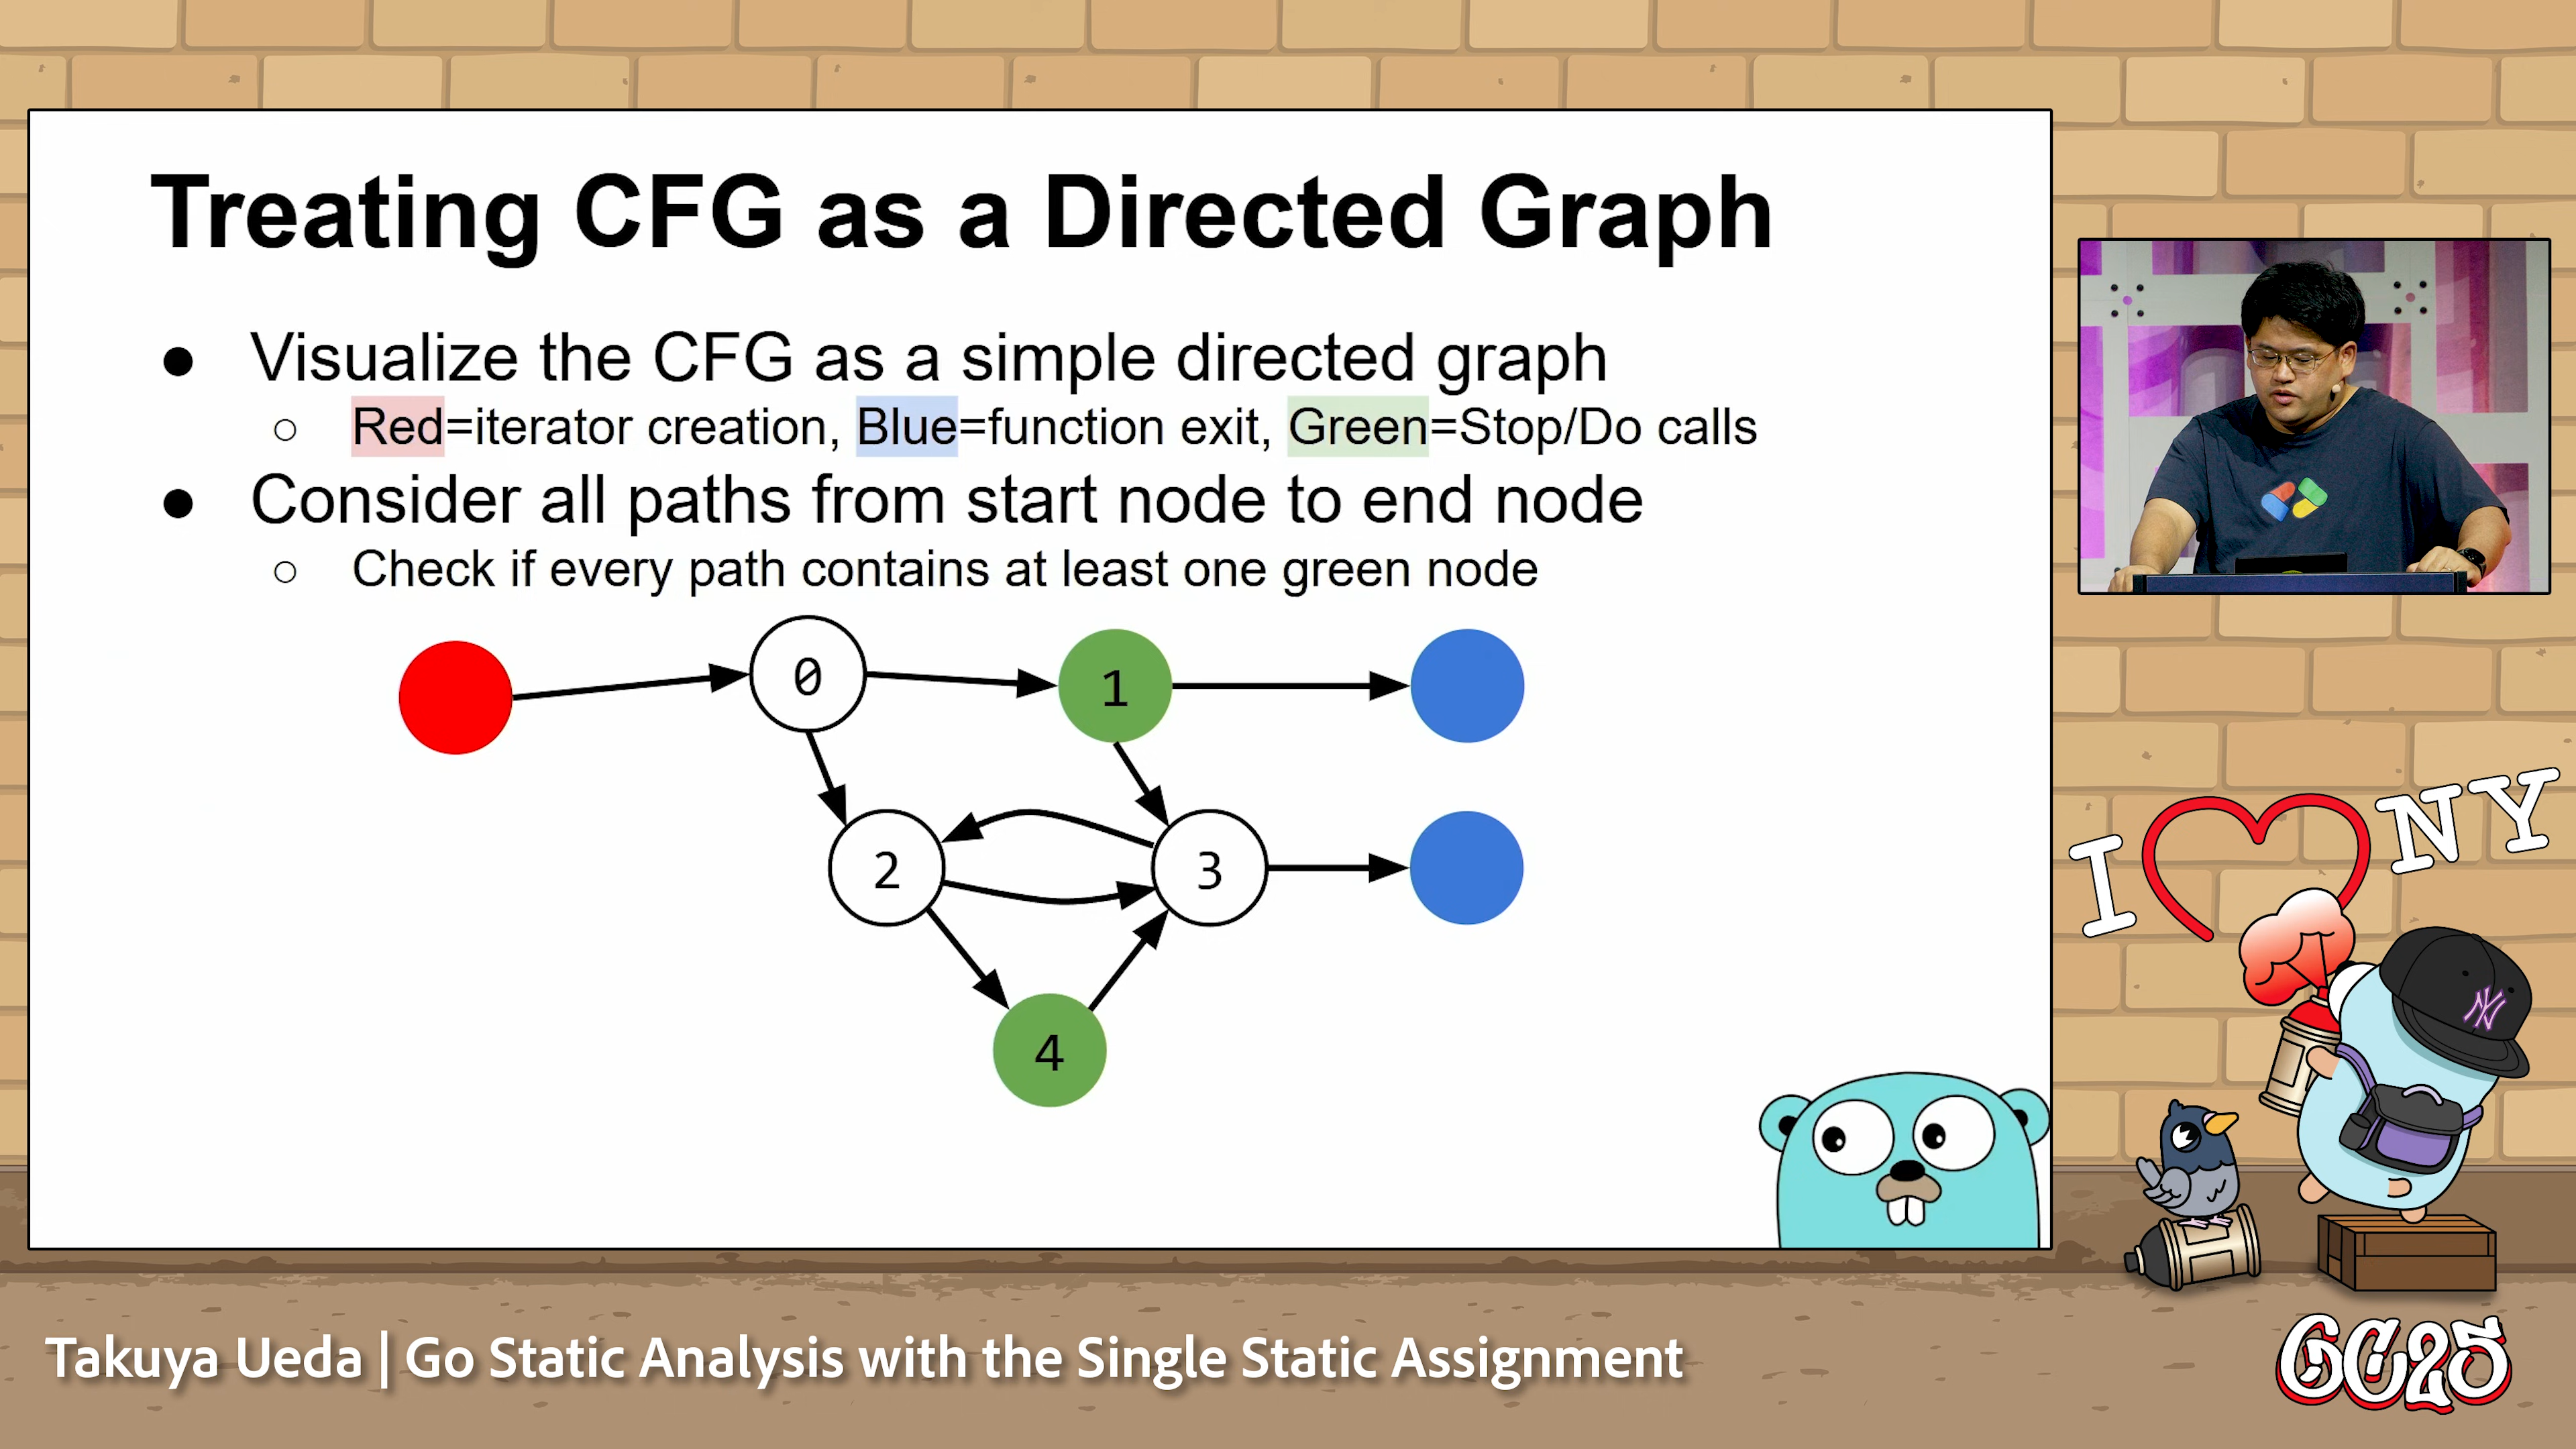 Treating CFG as a Directed Graph
● Visualize the CFG as a simple directed graph
○ Red=iterator creation, Blue=function exit, Green=Stop/Do calls
● Consider all paths from start node to end node
○ Check if every path contains at least one green node
0
1
2
3
4
I NY
NY
Takuya Ueda | Go Static Analysis with the Single Static Assignment
GC25